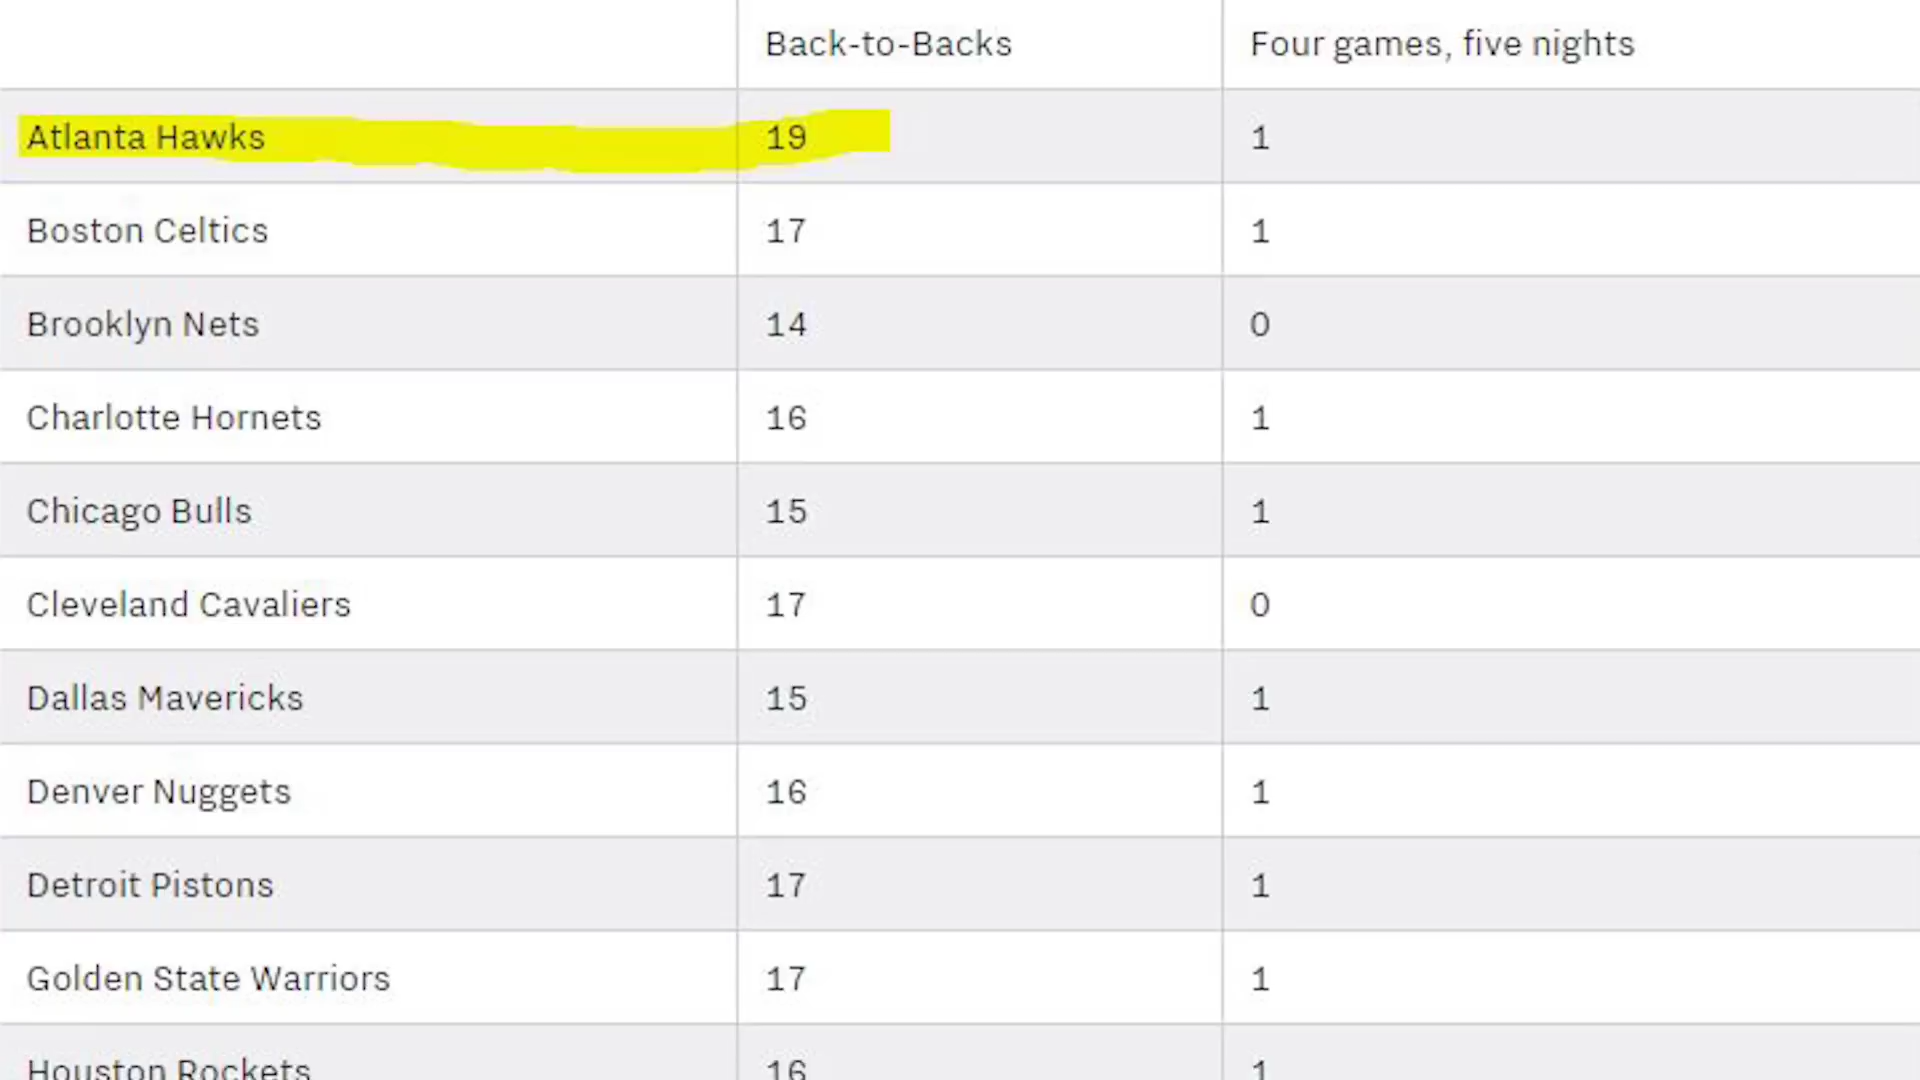 Back-to-Backs Four games, five nights
Atlanta Hawks 19 1
Boston Celtics 17 1
Brooklyn Nets 14 0
Charlotte Hornets 16 1
Chicago Bulls 15 1
Cleveland Cavaliers 17 0
Dallas Mavericks 15 1
Denver Nuggets 16 1
Detroit Pistons 17 1
Golden State Warriors 17 1
Houston Rockets 16 1